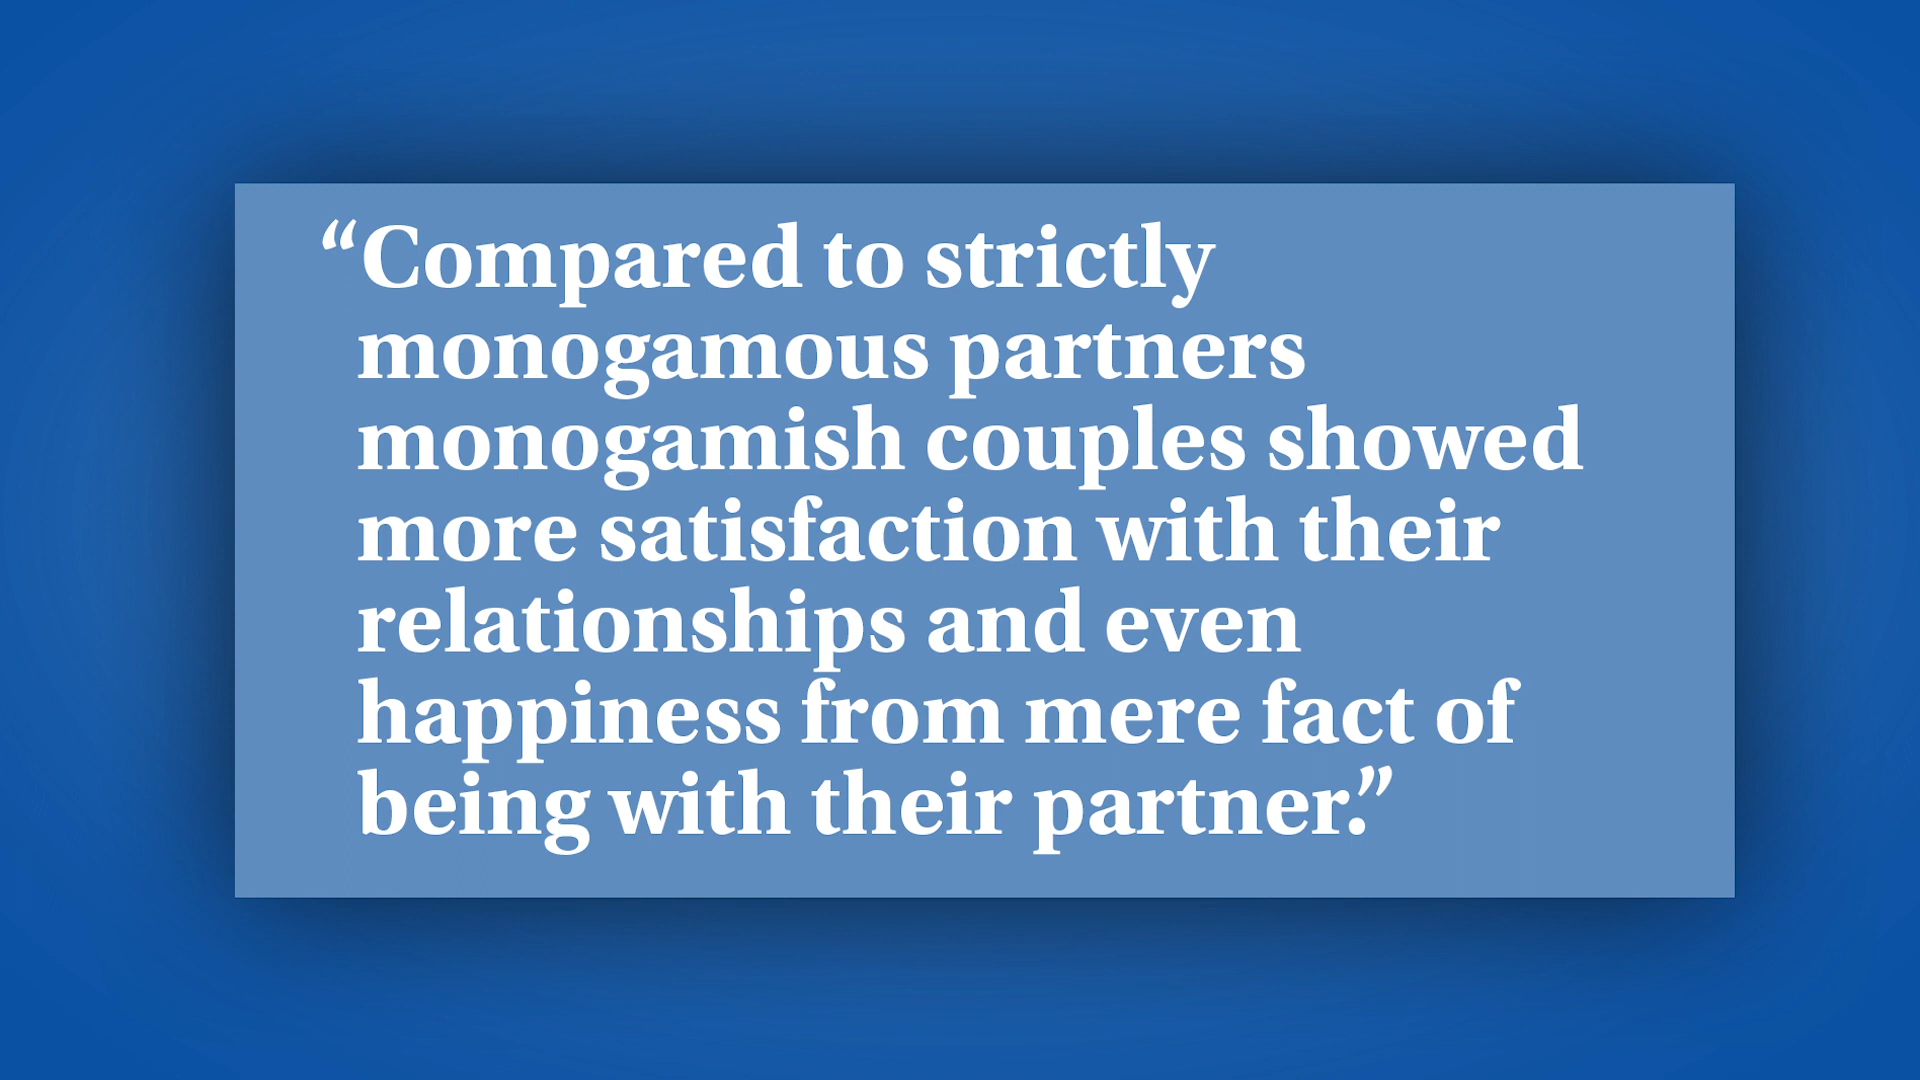 “Compared to strictly
monogamous partners
monogamish couples showed
more satisfaction with their
relationships and even
happiness from mere fact of
being with their partner.”